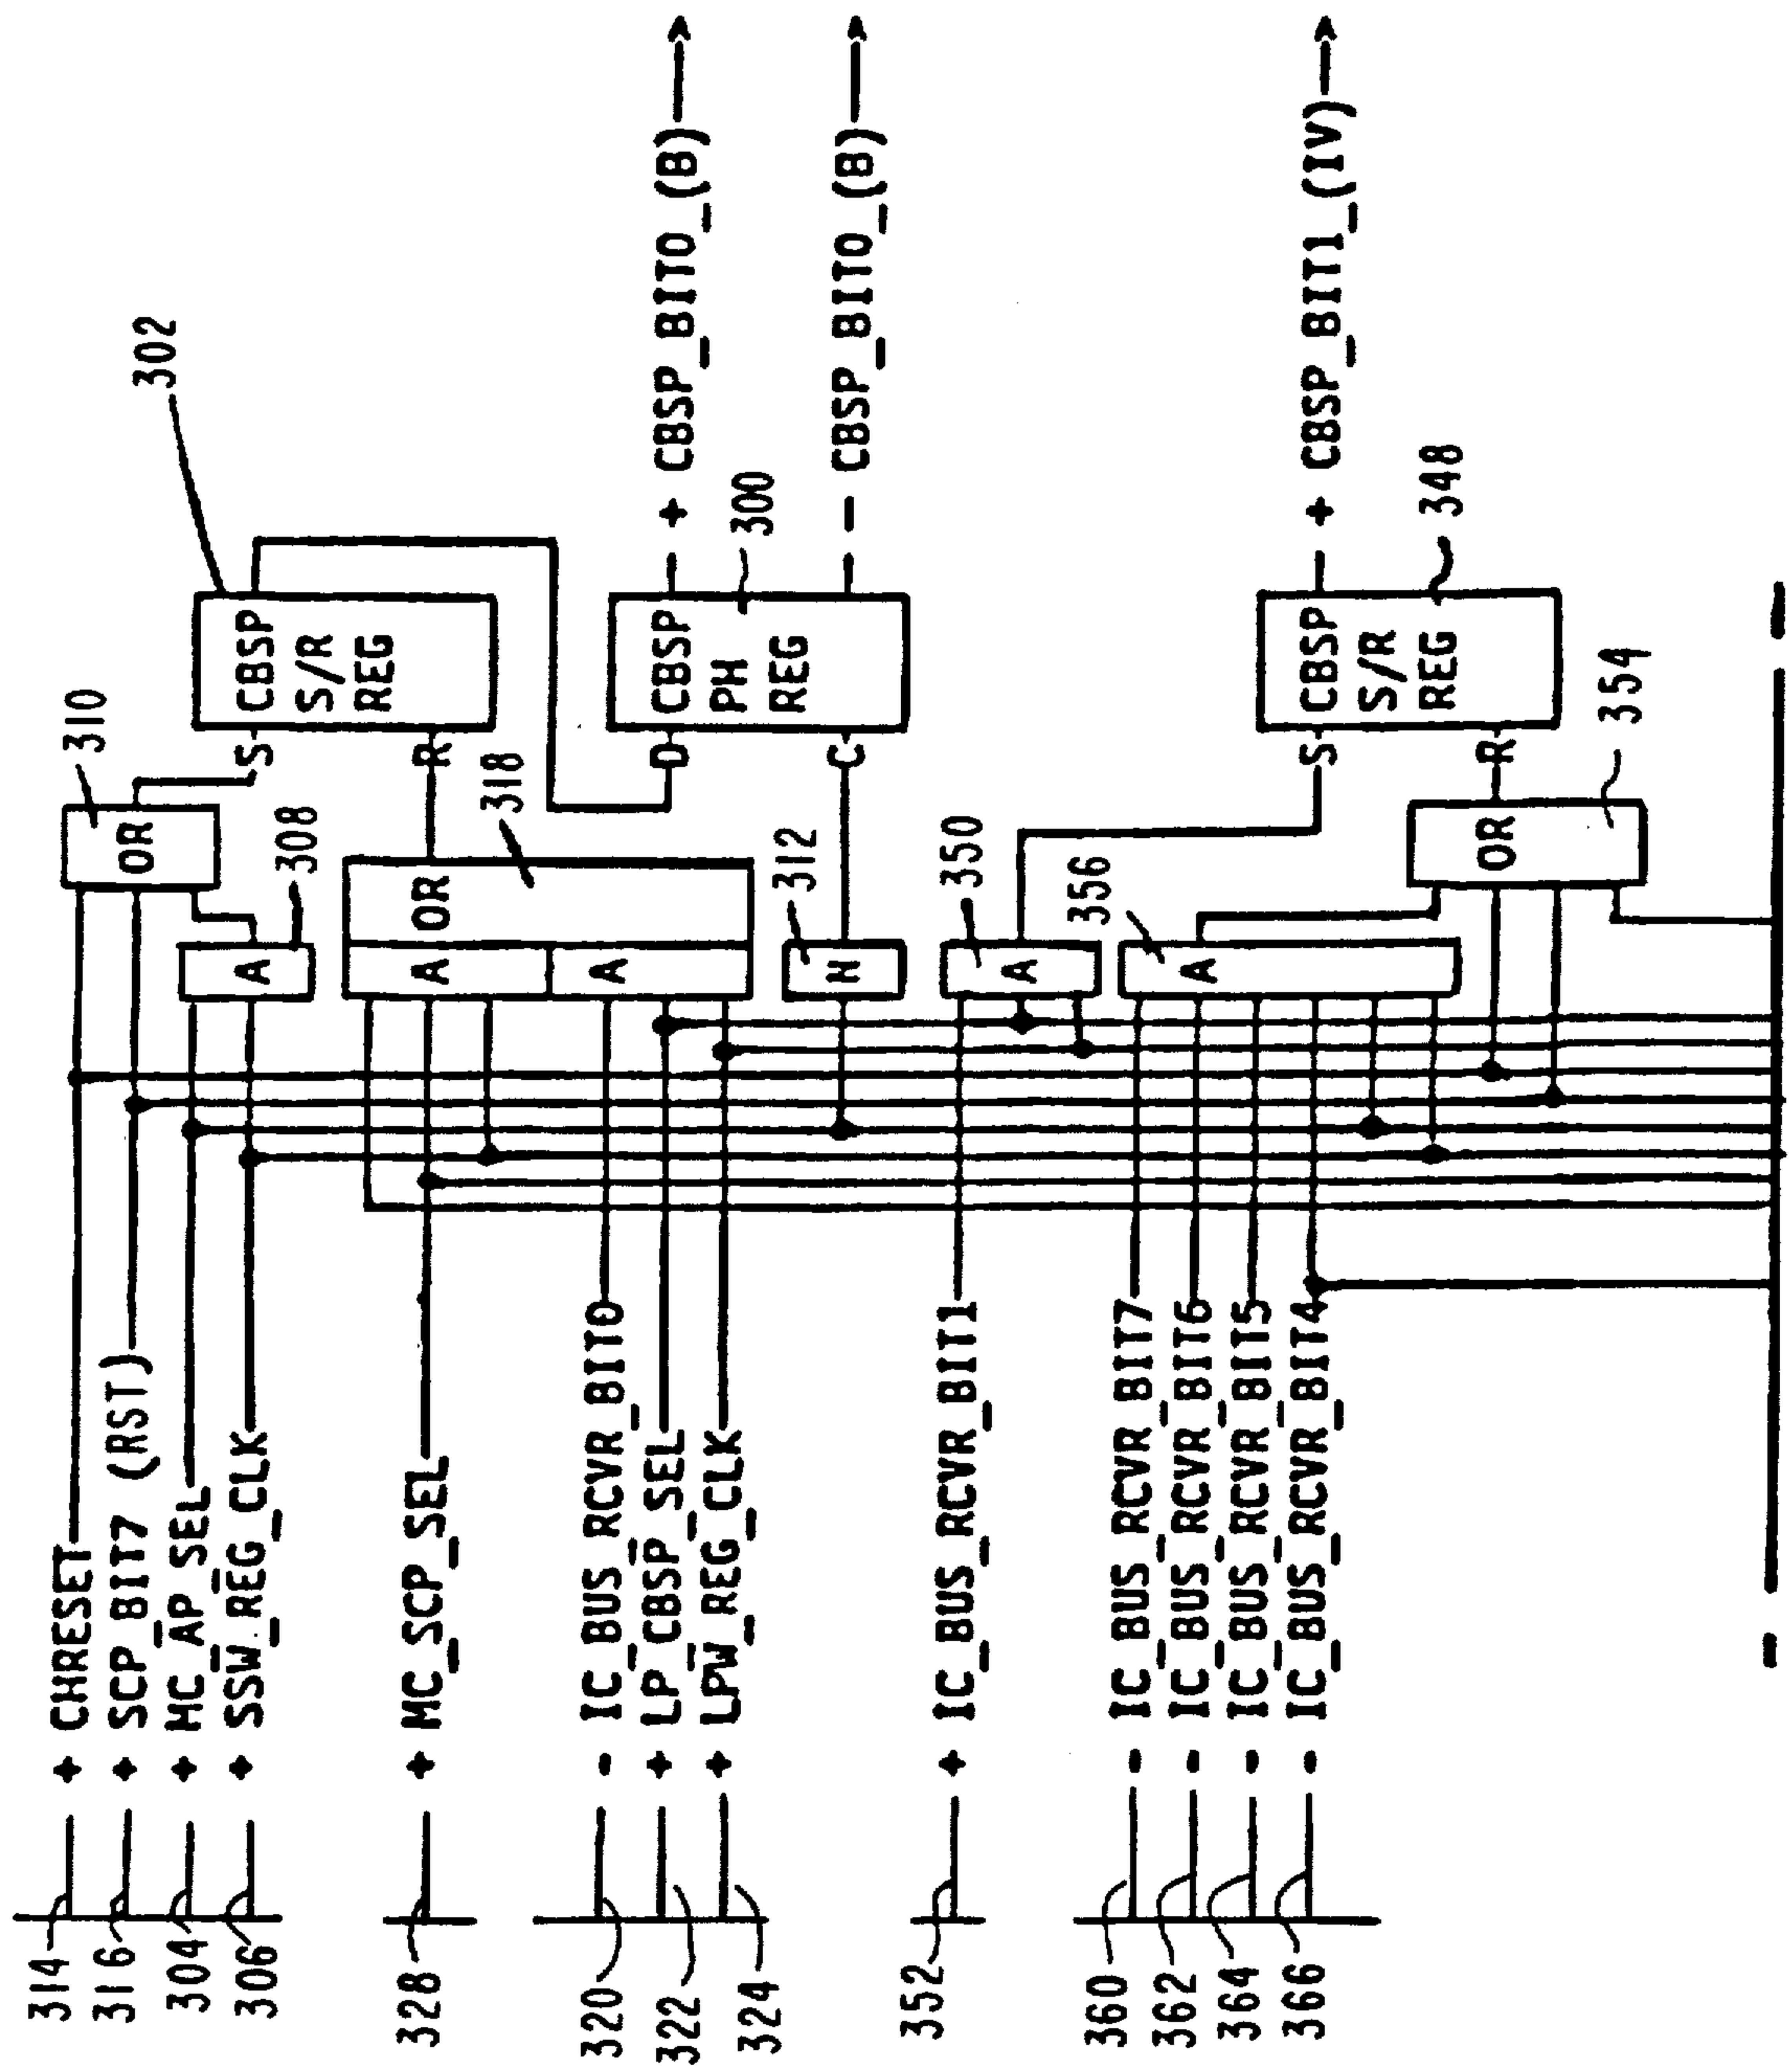 314 + CHRESET
316 + SCP_BIT7 (RST)
304 + MC_AP_SEL
306 + SSW_REG_CLK
328 + MC_SCP_SEL
320 - IC_BUS_RCVR_BIT0
322 + LP_CBSP_SEL
324 + LPW_REG_CLK
352 + IC_BUS_RCVR_BIT1
360 - IC_BUS_RCVR_BIT7
362 - IC_BUS_RCVR_BIT6
364 - IC_BUS_RCVR_BIT5
366 - IC_BUS_RCVR_BIT4
310
OR
308
A
302
S
R
CBSP
S/R
REG
318
OR
A
A
312
N
300
D
C
CBSP
PH
REG
+ CBSP_BIT0_(B)
- CBSP_BIT0_(B)
350
A
356
A
354
OR
348
S
R
CBSP
S/R
REG
+ CBSP_BIT1_(IV)